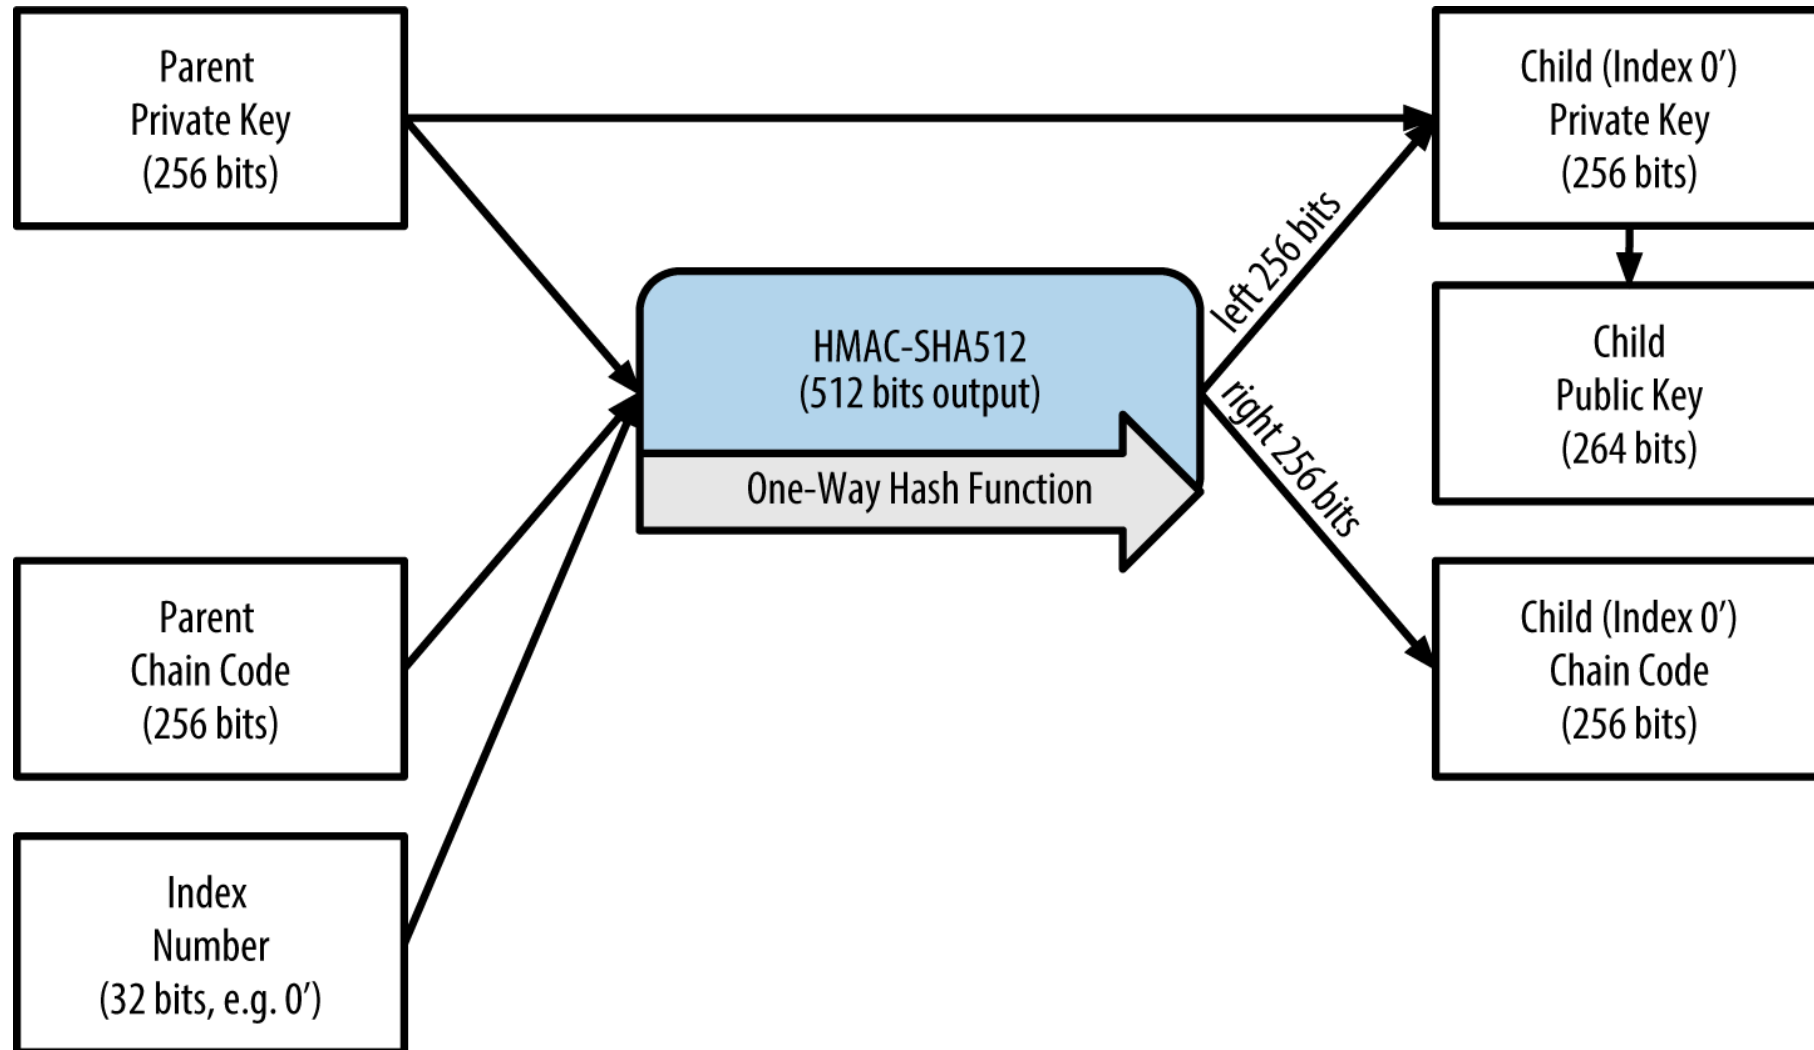 Parent
Private Key
(256 bits)
Child (Index 0’)
Private Key
(256 bits)
left 256 bits
HMAC-SHA512
(512 bits output)
One-Way Hash Function
right 256 bits
Child
Public Key
(264 bits)
Parent
Chain Code
(256 bits)
Child (Index 0’)
Chain Code
(256 bits)
Index
Number
(32 bits, e.g. 0’)